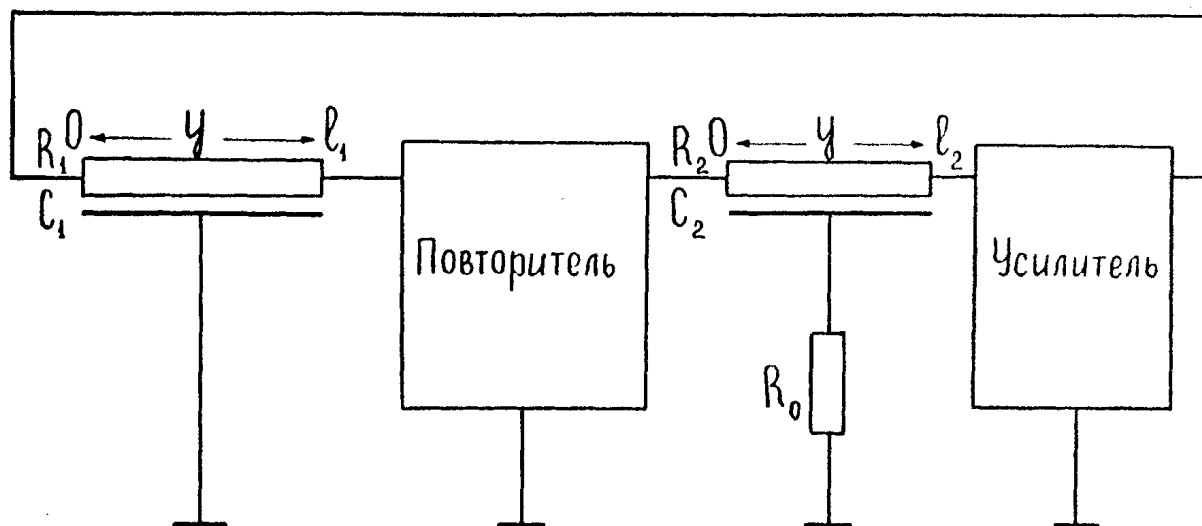 R₁ 0 y l₁
C₁
Повторитель
R₂ 0 y l₂
C₂
Усилитель
R₀